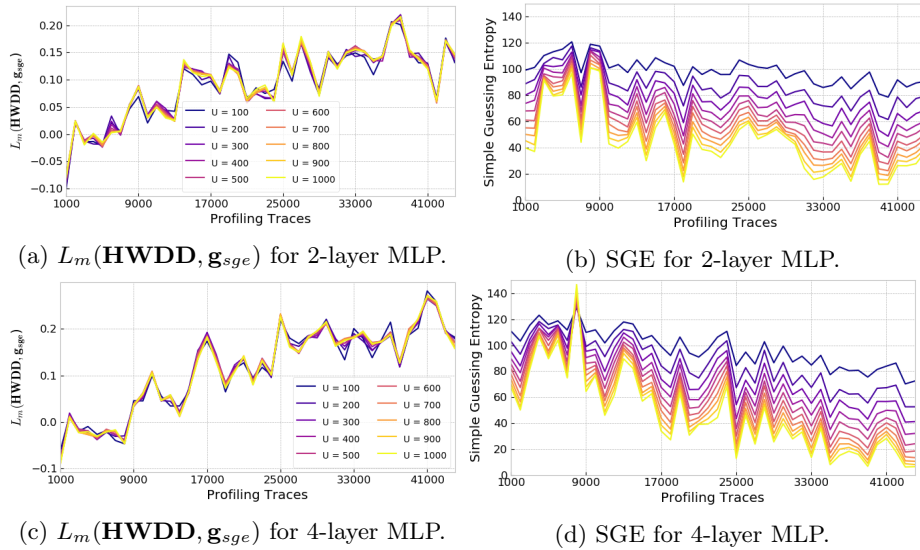 0.20
0.15
0.10
0.05
0.00
−0.05
−0.10
L_m(HWDD, g_sge)
U = 100
U = 200
U = 300
U = 400
U = 500
U = 600
U = 700
U = 800
U = 900
U = 1000
1000 9000 17000 25000 33000 41000
Profiling Traces
(a) L_m(HWDD, g_sge) for 2-layer MLP.
140
120
100
80
60
40
20
0
Simple Guessing Entropy
1000 9000 17000 25000 33000 41000
Profiling Traces
(b) SGE for 2-layer MLP.
0.2
0.1
0.0
−0.1
L_m(HWDD, g_sge)
U = 100
U = 200
U = 300
U = 400
U = 500
U = 600
U = 700
U = 800
U = 900
U = 1000
1000 9000 17000 25000 33000 41000
Profiling Traces
(c) L_m(HWDD, g_sge) for 4-layer MLP.
140
120
100
80
60
40
20
0
Simple Guessing Entropy
1000 9000 17000 25000 33000 41000
Profiling Traces
(d) SGE for 4-layer MLP.